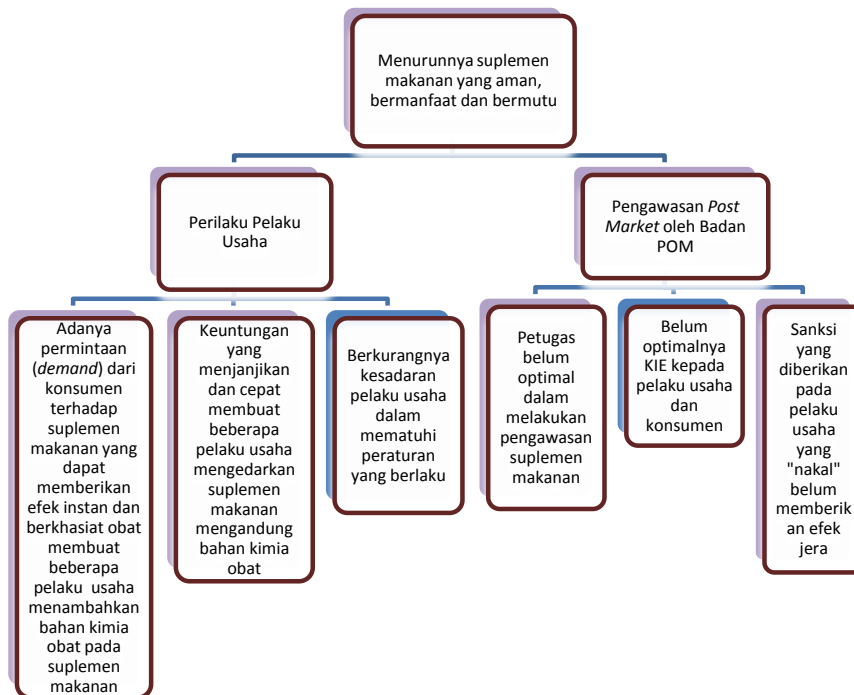 Menurunnya suplemen
makanan yang aman,
bermanfaat dan bermutu
Perilaku Pelaku
Usaha
Pengawasan Post
Market oleh Badan
POM
Adanya
permintaan
(demand) dari
konsumen
terhadap
suplemen
makanan yang
dapat
memberikan
efek instan dan
berkhasiat obat
membuat
beberapa
pelaku usaha
menambahkan
bahan kimia
obat pada
suplemen
makanan
Keuntungan
yang
menjanjikan
dan cepat
membuat
beberapa
pelaku usaha
mengedarkan
suplemen
makanan
mengandung
bahan kimia
obat
Berkurangnya
kesadaran
pelaku usaha
dalam
mematuhi
peraturan
yang berlaku
Petugas
belum
optimal
dalam
melakukan
pengawasan
suplemen
makanan
Belum
optimalnya
KIE kepada
pelaku usaha
dan
konsumen
Sanksi
yang
diberikan
pada
pelaku
usaha
yang
"nakal"
belum
memberik
an efek
jera